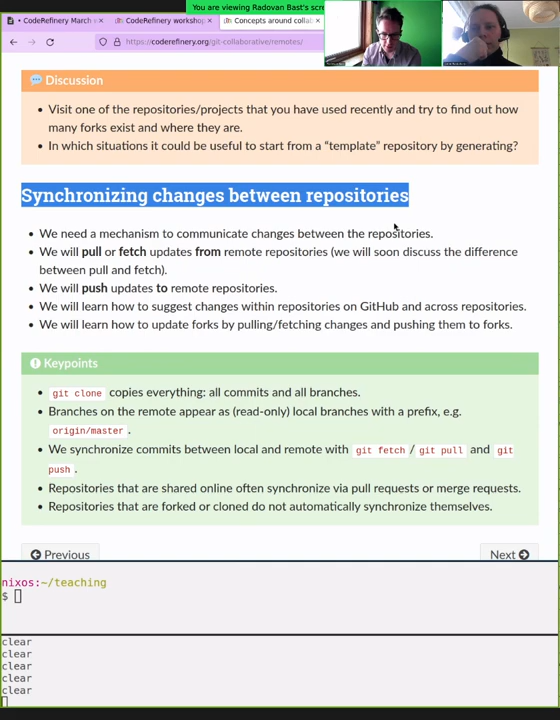 You are viewing Radovan Bast's scre
CodeRefinery March
CodeRefinery workshop
Concepts around collab
https://coderefinery.org/git-collaborative/remotes/
Discussion
• Visit one of the repositories/projects that you have used recently and try to find out how
many forks exist and where they are.
• In which situations it could be useful to start from a “template” repository by generating?
Synchronizing changes between repositories
• We need a mechanism to communicate changes between the repositories.
• We will pull or fetch updates from remote repositories (we will soon discuss the difference
between pull and fetch).
• We will push updates to remote repositories.
• We will learn how to suggest changes within repositories on GitHub and across repositories.
• We will learn how to update forks by pulling/fetching changes and pushing them to forks.
Keypoints
• git clone copies everything: all commits and all branches.
• Branches on the remote appear as (read-only) local branches with a prefix, e.g.
origin/master.
• We synchronize commits between local and remote with git fetch/git pull and git
push.
• Repositories that are shared online often synchronize via pull requests or merge requests.
• Repositories that are forked or cloned do not automatically synchronize themselves.
Previous
Next
nixos:~/teaching
$
clear
clear
clear
clear
clear